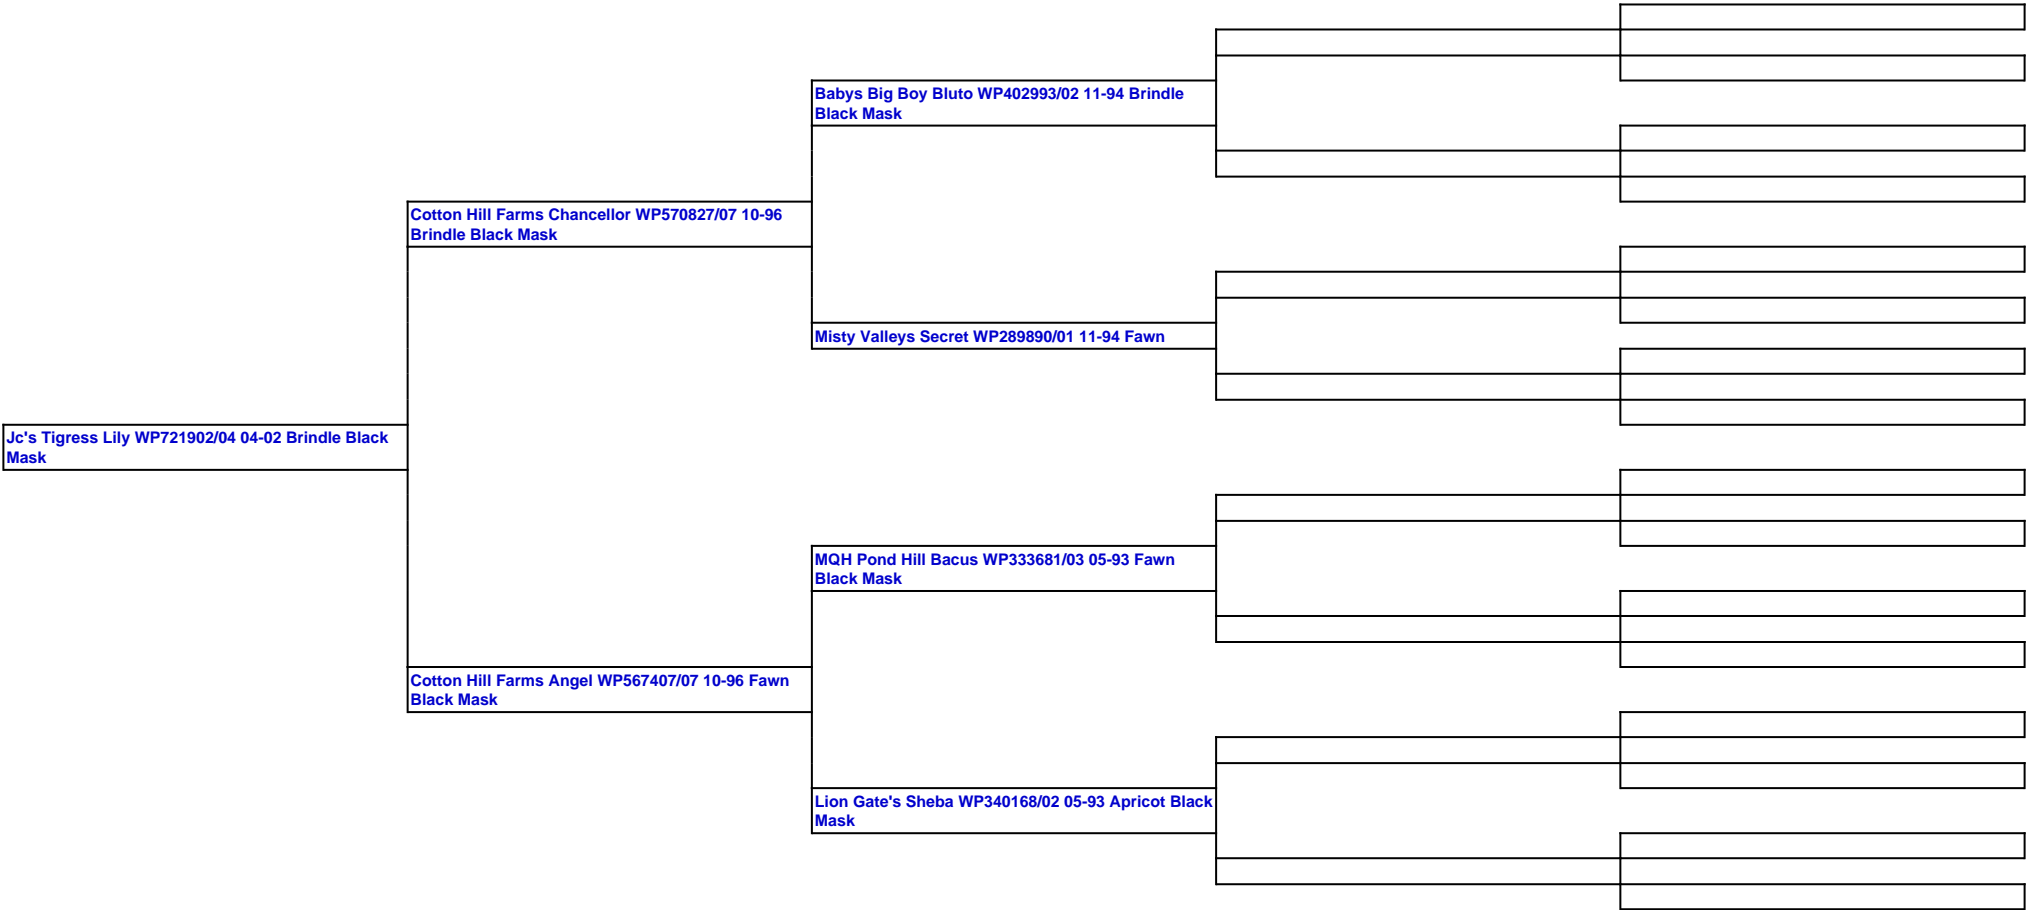 Babys Big Boy Bluto WP402993/02 11-94 Brindle
Black Mask
Cotton Hill Farms Chancellor WP570827/07 10-96
Brindle Black Mask
Misty Valleys Secret WP289890/01 11-94 Fawn
Jc's Tigress Lily WP721902/04 04-02 Brindle Black
Mask
MQH Pond Hill Bacus WP333681/03 05-93 Fawn
Black Mask
Cotton Hill Farms Angel WP567407/07 10-96 Fawn
Black Mask
Lion Gate's Sheba WP340168/02 05-93 Apricot Black
Mask